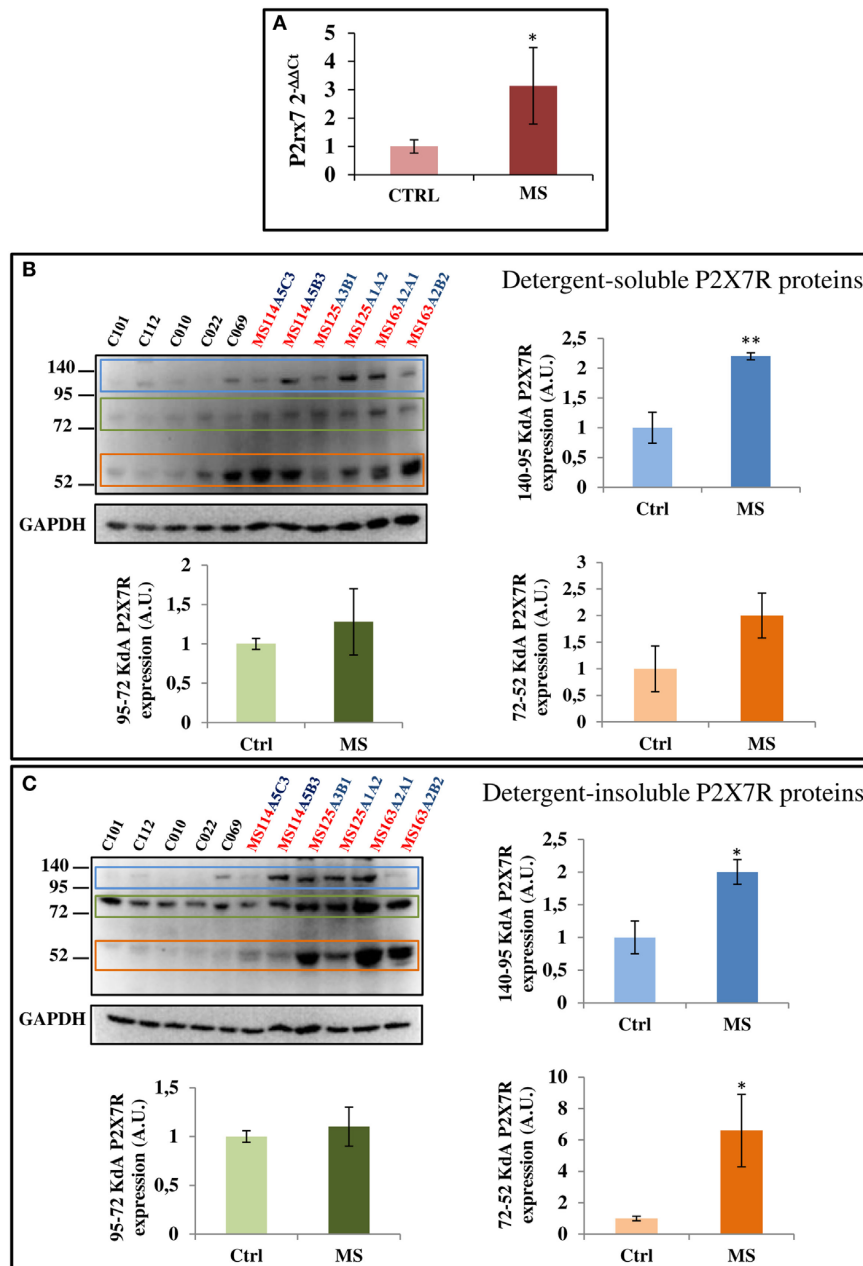 A
P2rx7 2-ΔΔCt
5
4
3
2
1
0
*
CTRL
MS
B
C101
C112
C010
C022
C069
MS114A5C3
MS114A5B3
MS125A3B1
MS125A1A2
MS163A2A1
MS163A2B2
140
95
72
52
GAPDH
Detergent-soluble P2X7R proteins
140-95 KdA P2X7R
expression (A.U.)
2,5
2
1,5
1
0,5
0
**
Ctrl
MS
95-72 KdA P2X7R
expression (A.U.)
2
1,5
1
0,5
0
Ctrl
MS
72-52 KdA P2X7R
expression (A.U.)
3
2,5
2
1,5
1
0,5
0
Ctrl
MS
C
C101
C112
C010
C022
C069
MS114A5C3
MS114A5B3
MS125A3B1
MS125A1A2
MS163A2A1
MS163A2B2
140
95
72
52
GAPDH
Detergent-insoluble P2X7R proteins
140-95 KdA P2X7R
expression (A.U.)
2,5
2
1,5
1
0,5
0
*
Ctrl
MS
95-72 KdA P2X7R
expression (A.U.)
1,5
1
0,5
0
Ctrl
MS
72-52 KdA P2X7R
expression (A.U.)
10
8
6
4
2
0
*
Ctrl
MS